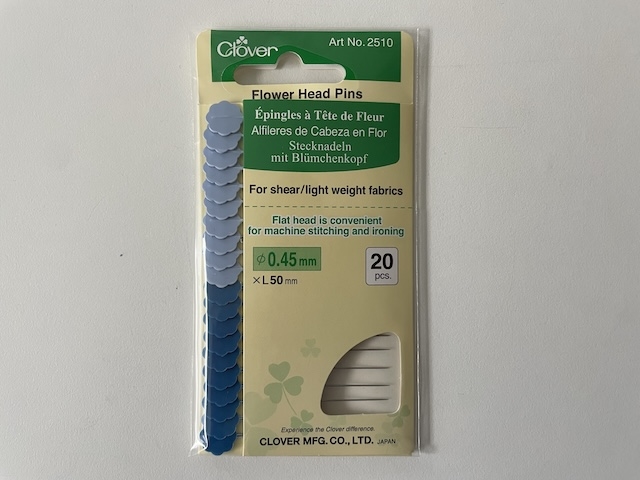 Clover
Art No. 2510
Flower Head Pins
Épingles à Tête de Fleur
Alfileres de Cabeza en Flor
Stecknadeln
mit Blümchenkopf
For shear/light weight fabrics
Flat head is convenient
for machine stitching and ironing
φ 0.45 mm
× L 50 mm
20
pcs.
Experience the Clover difference.
CLOVER MFG. CO., LTD. JAPAN